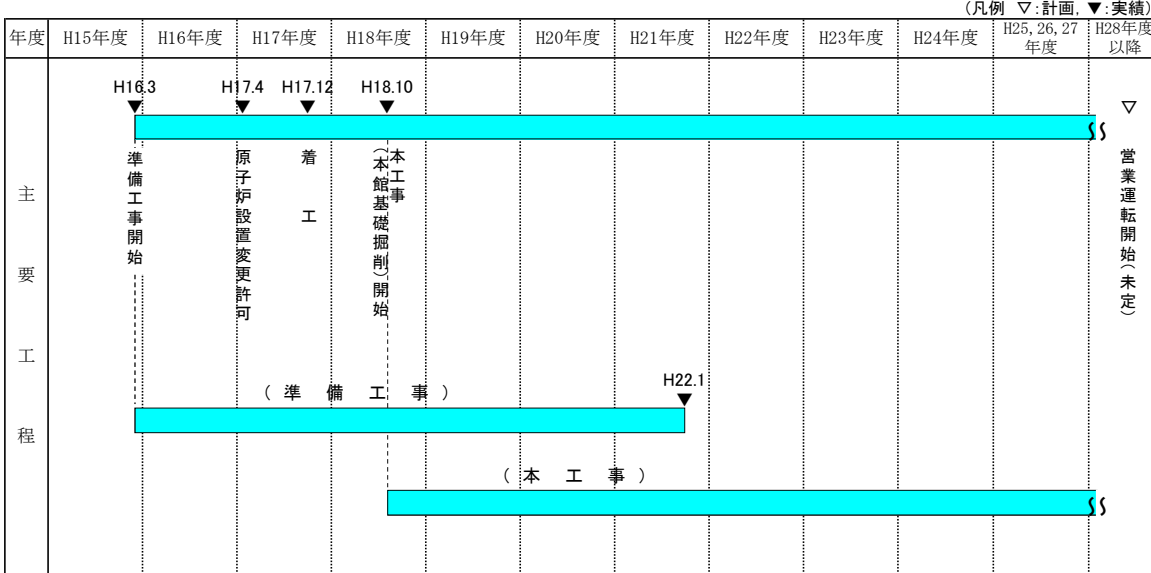 (凡例 ▽:計画, ▼:実績)
年度 H15年度 H16年度 H17年度 H18年度 H19年度 H20年度 H21年度 H22年度 H23年度 H24年度 H25,26,27年度 H28年度以降
主要工程
H16.3 H17.4 H17.12 H18.10
▼ ▼ ▼ ▼ ▽
準備工事開始
原子炉設置変更許可
着工
本工事
(本館基礎掘削)開始
営業運転開始(未定)
(準備工事)
H22.1
▼
(本工事)